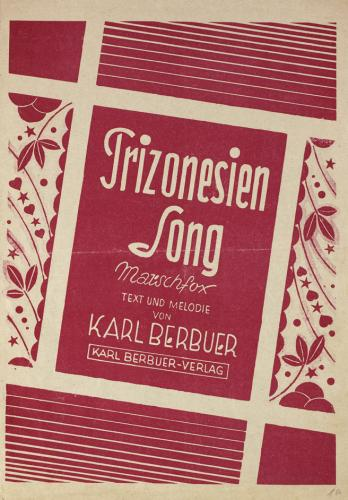 Trizonesien
Song
Marschfox
TEXT UND MELODIE
VON
KARL BERBUER
KARL BERBUER-VERLAG